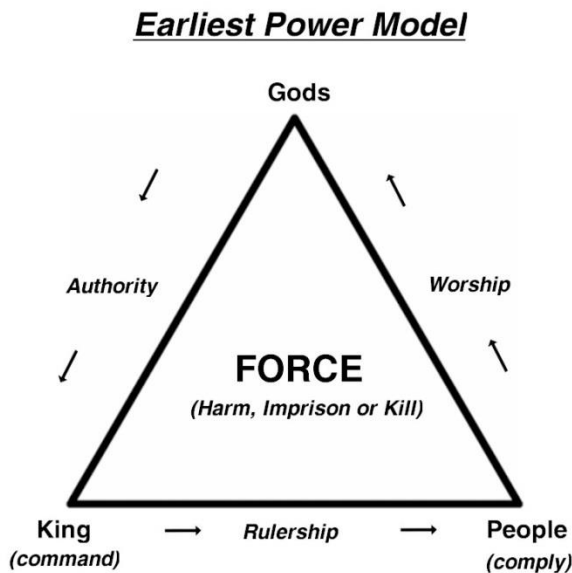 Earliest Power Model
Gods
Authority
Worship
FORCE
(Harm, Imprison or Kill)
King
Rulership
People
(command)
(comply)